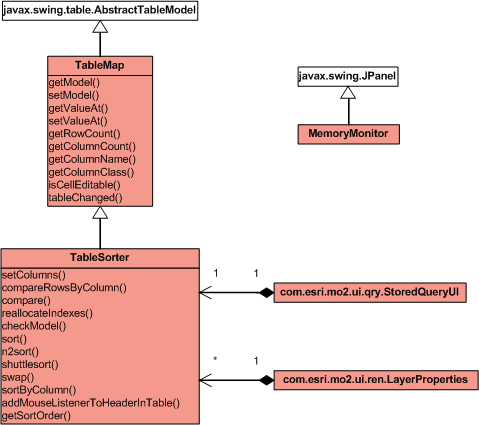 javax.swing.table.AbstractTableModel
TableMap
getModel()
setModel()
getValueAt()
setValueAt()
getRowCount()
getColumnCount()
getColumnName()
getColumnClass()
isCellEditable()
tableChanged()
javax.swing.JPanel
MemoryMonitor
TableSorter
setColumns()
compareRowsByColumn()
compare()
reallocateIndexes()
checkModel()
sort()
n2sort()
shuttlesort()
swap()
sortByColumn()
addMouseListenerToHeaderInTable()
getSortOrder()
1 1
com.esri.mo2.ui.qry.StoredQueryUI
* 1
com.esri.mo2.ui.ren.LayerProperties